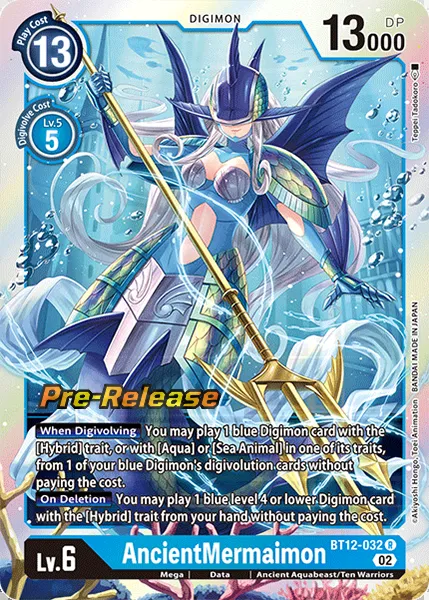 Play Cost
13
DIGIMON
13000
DP
Digivolve Cost
Lv.5
5
Teppei Tadokoro
©Akiyoshi Hongo, Toei Animation BANDAI MADE IN JAPAN
Pre-Release
When Digivolving You may play 1 blue Digimon card with the
[Hybrid] trait, or with [Aqua] or [Sea Animal] in one of its traits,
from 1 of your blue Digimon's digivolution cards without
paying the cost.
On Deletion You may play 1 blue level 4 or lower Digimon card
with the [Hybrid] trait from your hand without paying the cost.
Lv.6
AncientMermaimon
BT12-032 R
02
Mega Data Ancient Aquabeast/Ten Warriors